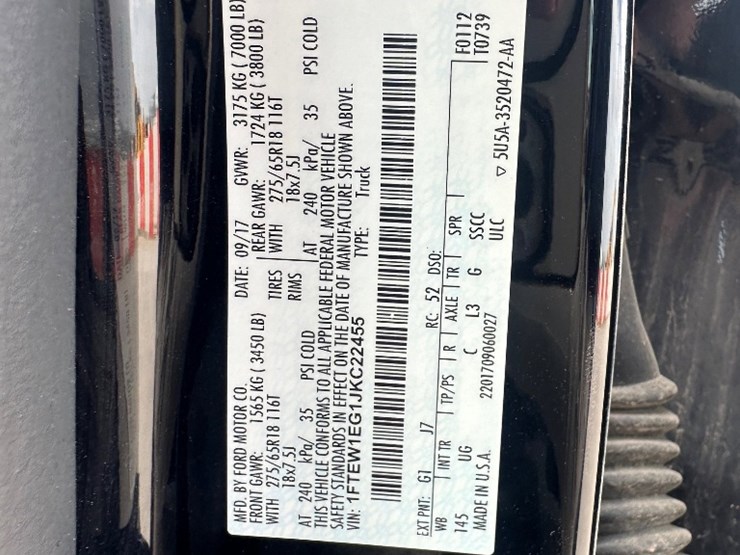 MFD. BY FORD MOTOR CO.
DATE: 09/17 GVWR: 3175 KG ( 7000 LB)
FRONT GAWR: 1565 KG ( 3450 LB)
REAR GAWR: 1724 KG ( 3800 LB)
WITH 275/65R18 116T TIRES WITH 275/65R18 116T
18x7.5J RIMS 18x7.5J
AT 240 kPa/ 35 PSI COLD AT 240 kPa/ 35 PSI COLD
THIS VEHICLE CONFORMS TO ALL APPLICABLE FEDERAL MOTOR VEHICLE
SAFETY STANDARDS IN EFFECT ON THE DATE OF MANUFACTURE SHOWN ABOVE.
VIN: 1FTEW1EG1JKC22455 TYPE: Truck
EXT PNT: G1 J7 RC: 52 DSO: F0112
WB INT TR TP/PS R AXLE TR SPR T0739
145 UG C L3 G SSCC
MADE IN U.S.A. 2201709060027 ULC ▽ 5U5A-3520472-AA